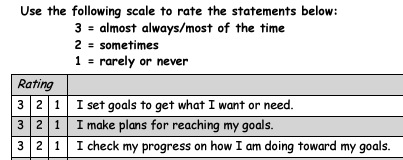 Use the following scale to rate the statements below:
3 = almost always/most of the time
2 = sometimes
1 = rarely or never
Rating
3 2 1 I set goals to get what I want or need.
3 2 1 I make plans for reaching my goals.
3 2 1 I check my progress on how I am doing toward my goals.